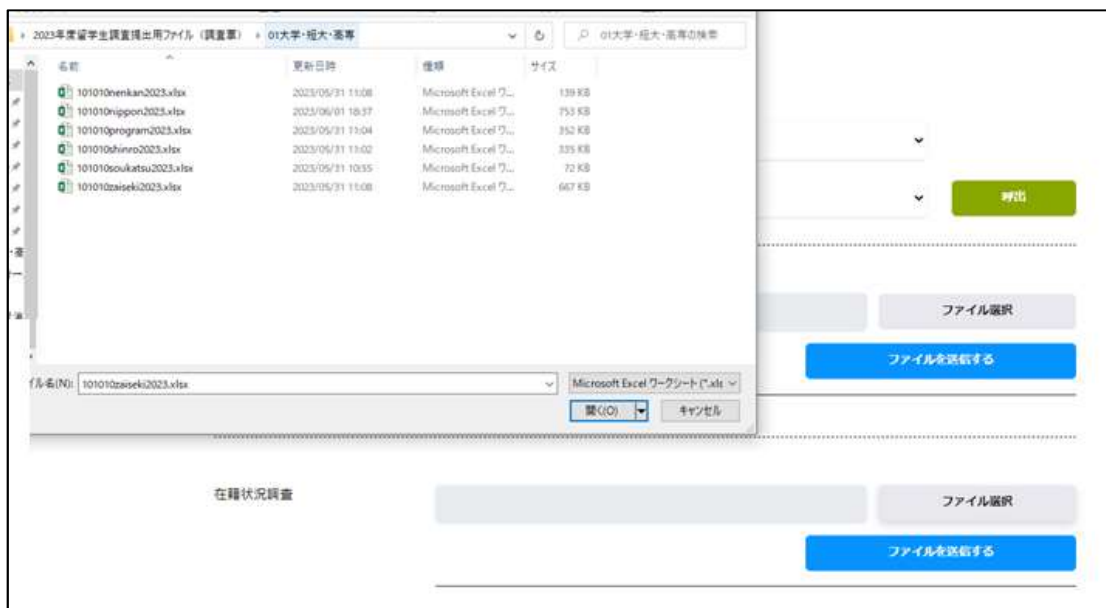 2023年度留学生調査提出用ファイル（調査票） › 01大学・短大・高専
01大学・短大・高専の検索
名前 更新日時 種類 サイズ
101010nenkan2023.xlsx 2023/05/31 11:08 Microsoft Excel ワ... 139 KB
101010nippon2023.xlsx 2023/06/01 18:37 Microsoft Excel ワ... 753 KB
101010program2023.xlsx 2023/05/31 11:04 Microsoft Excel ワ... 352 KB
101010shinro2023.xlsx 2023/05/31 11:02 Microsoft Excel ワ... 335 KB
101010soukatsu2023.xlsx 2023/05/31 10:55 Microsoft Excel ワ... 72 KB
101010zaiseki2023.xlsx 2023/05/31 11:08 Microsoft Excel ワ... 667 KB
呼出
ファイル選択
ファイルを送信する
イル名(N): 101010zaiseki2023.xlsx
Microsoft Excel ワークシート (*.xls
開く(O) キャンセル
在籍状況調査
ファイル選択
ファイルを送信する